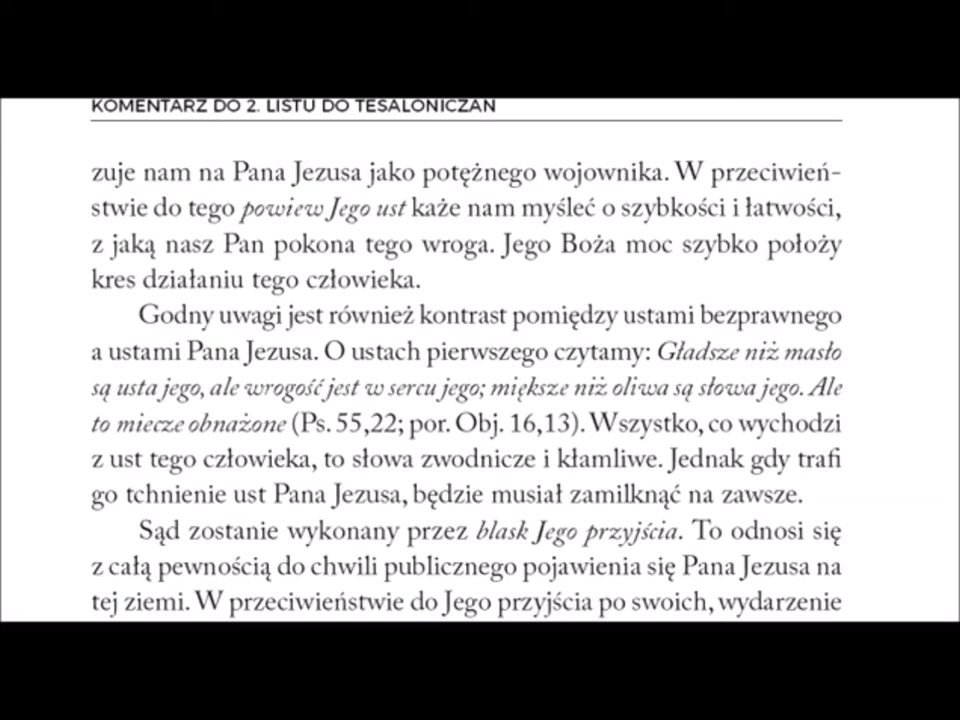 KOMENTARZ DO 2. LISTU DO TESALONICZAN
zuje nam na Pana Jezusa jako potężnego wojownika. W przeciwień-
stwie do tego powiew Jego ust każe nam myśleć o szybkości i łatwości,
z jaką nasz Pan pokona tego wroga. Jego Boża moc szybko położy
kres działaniu tego człowieka.
Godny uwagi jest również kontrast pomiędzy ustami bezprawnego
a ustami Pana Jezusa. O ustach pierwszego czytamy: Gładsze niż masło
są usta jego, ale wrogość jest w sercu jego; miększe niż oliwa są słowa jego. Ale
to miecze obnażone (Ps. 55,22; por. Obj. 16,13). Wszystko, co wychodzi
z ust tego człowieka, to słowa zwodnicze i kłamliwe. Jednak gdy trafi
go tchnienie ust Pana Jezusa, będzie musiał zamilknąć na zawsze.
Sąd zostanie wykonany przez blask Jego przyjścia. To odnosi się
z całą pewnością do chwili publicznego pojawienia się Pana Jezusa na
tej ziemi. W przeciwieństwie do Jego przyjścia po swoich, wydarzenie